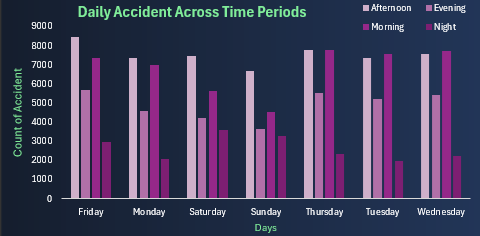 Daily Accident Across Time Periods
Afternoon
Evening
Morning
Night
Count of Accident
9000
8000
7000
6000
5000
4000
3000
2000
1000
0
Friday
Monday
Saturday
Sunday
Thursday
Tuesday
Wednesday
Days